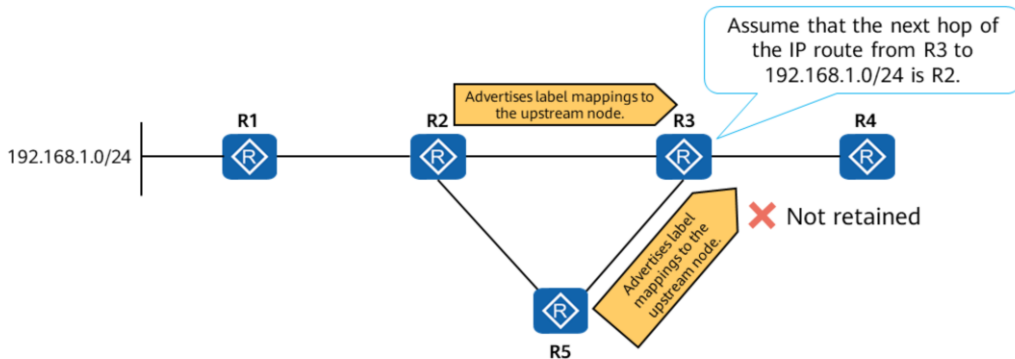 Assume that the next hop of
the IP route from R3 to
192.168.1.0/24 is R2.
Advertises label mappings to
the upstream node.
R1
R2
R3
R4
192.168.1.0/24
R
R
R
R
Advertises label
mappings to the
upstream node.
Not retained
R
R5